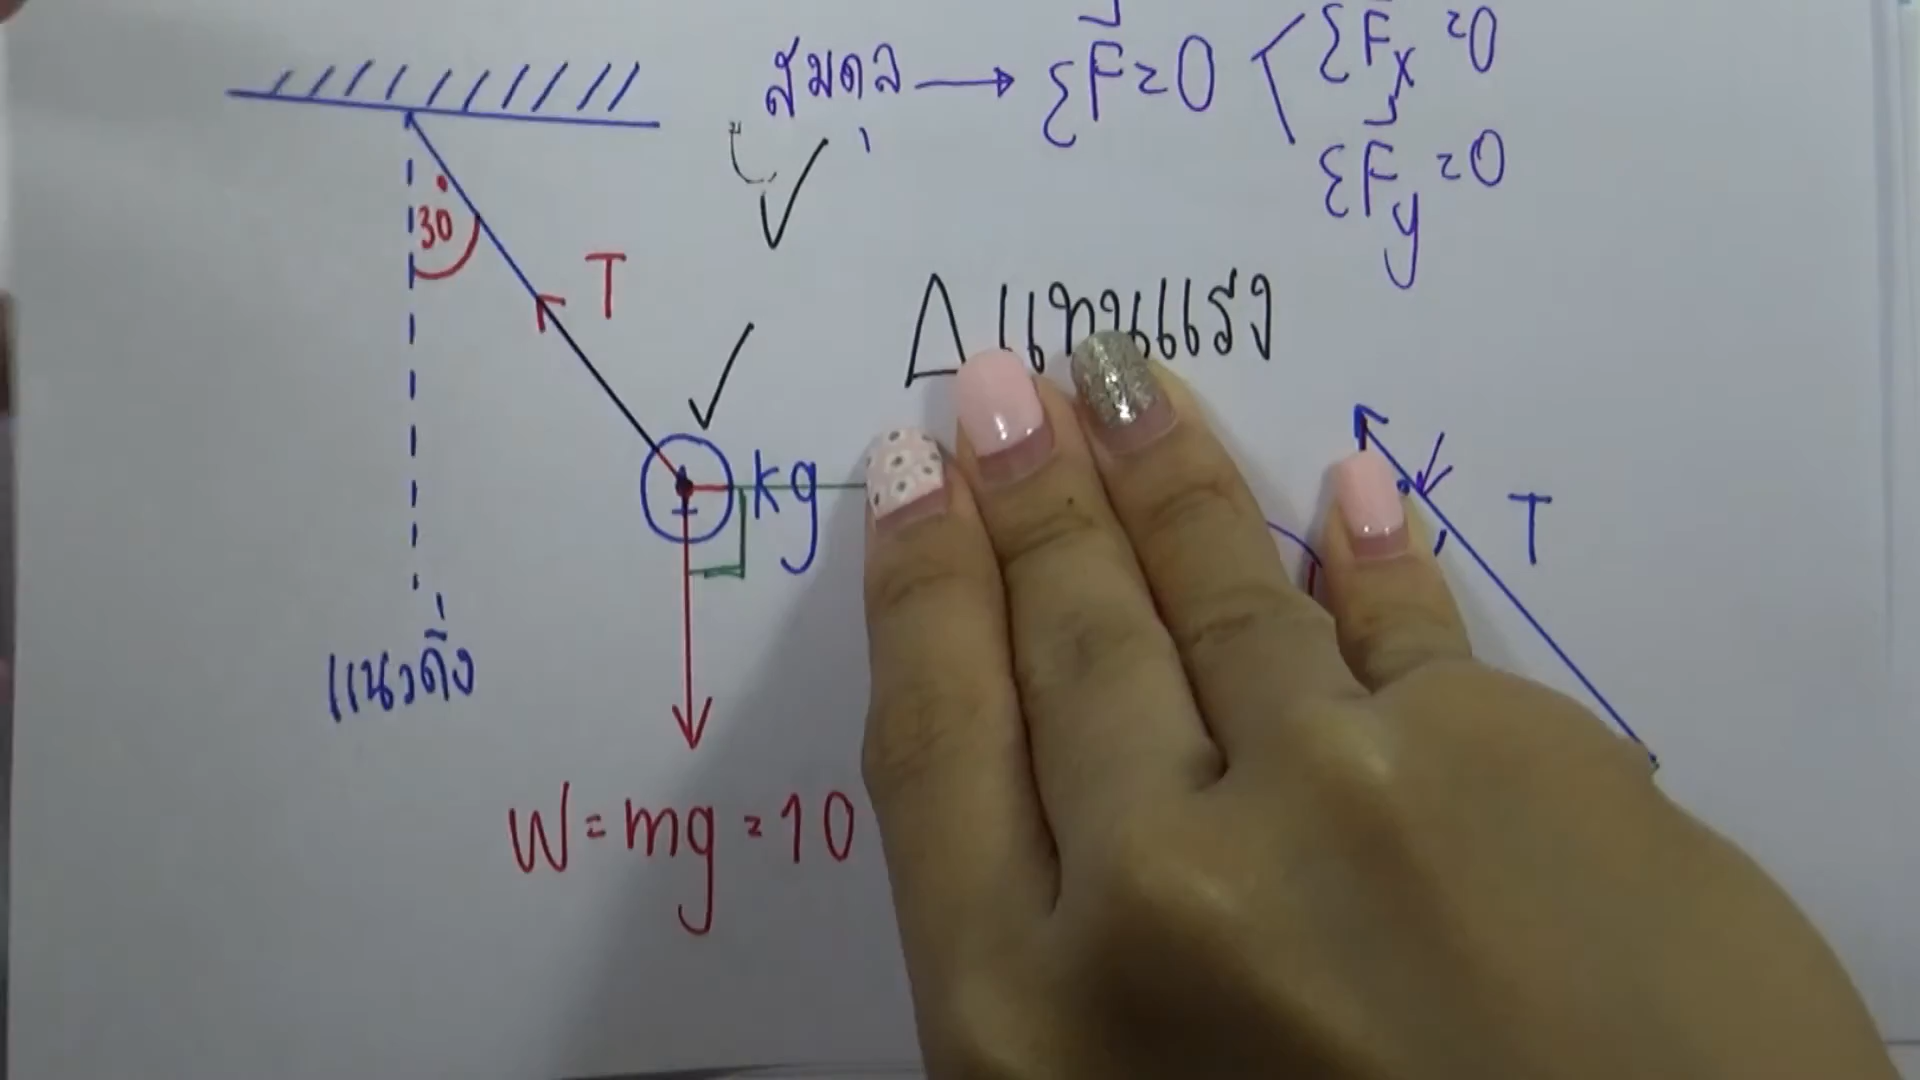 สมดุล → ΣF = 0
ΣFx = 0
ΣFy = 0
30
T
Δ แทนแรง
1 kg
T
แนวดิ่ง
W = mg = 10